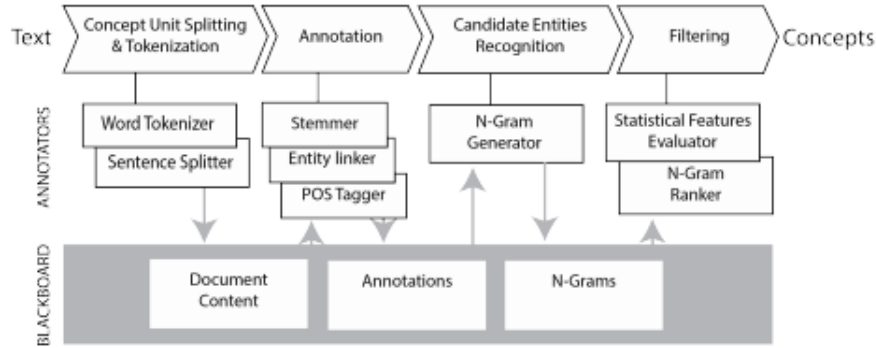 Text
Concept Unit Splitting
& Tokenization
Annotation
Candidate Entities
Recognition
Filtering
Concepts
ANNOTATORS
Word Tokenizer
Sentence Splitter
Stemmer
Entity linker
POS Tagger
N-Gram
Generator
Statistical Features
Evaluator
N-Gram
Ranker
BLACKBOARD
Document
Content
Annotations
N-Grams